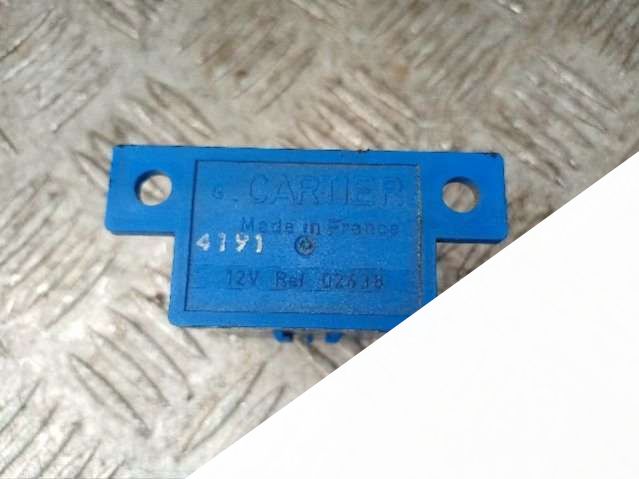 G. CARTIER
Made in France
4191
12V Ref 02638